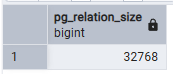 pg_relation_size
bigint
1 32768